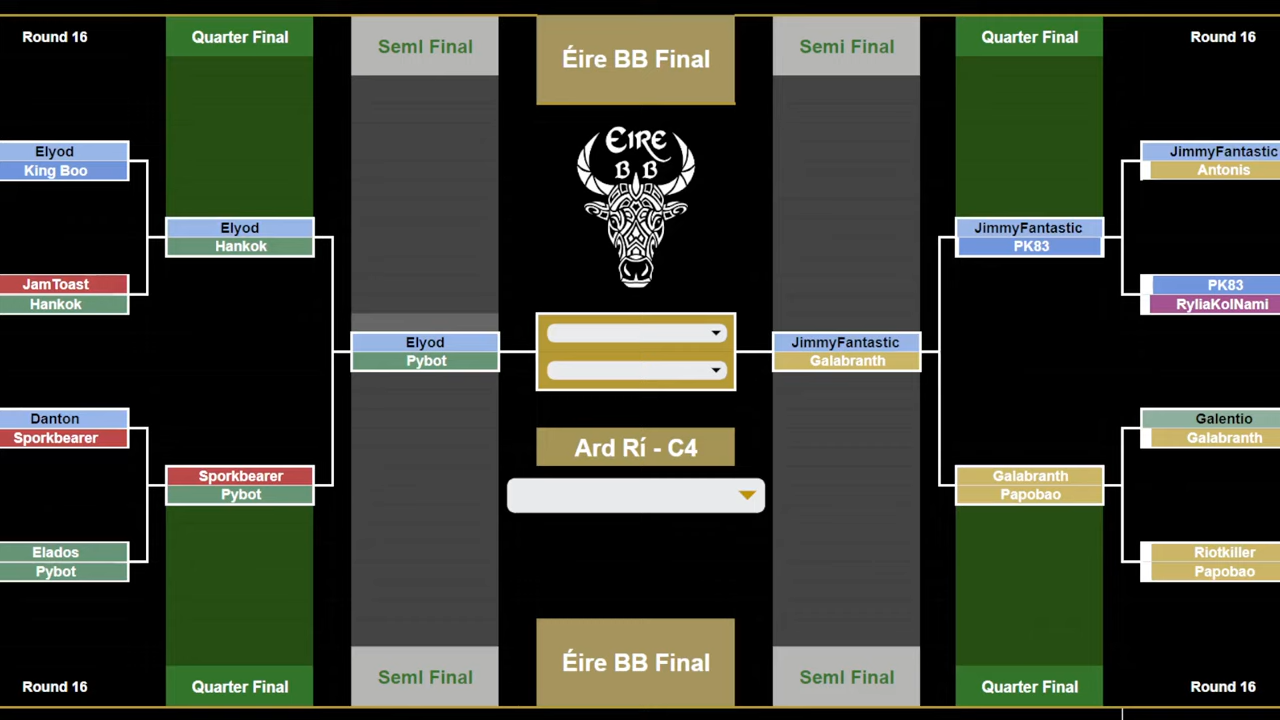 Round 16
Quarter Final
SemI Final
Éire BB Final
Semi Final
Quarter Final
Round 16
EIRE
BB
Elyod
King Boo
JamToast
Hankok
Danton
Sporkbearer
Elados
Pybot
Elyod
Hankok
Sporkbearer
Pybot
Elyod
Pybot
Ard Rí - C4
JimmyFantastic
Galabranth
JimmyFantastic
PK83
Galabranth
Papobao
JimmyFantastic
Antonis
PK83
RyliaKolNami
Galentio
Galabranth
Riotkiller
Papobao
Round 16
Quarter Final
SemI Final
Éire BB Final
SemI Final
Quarter Final
Round 16